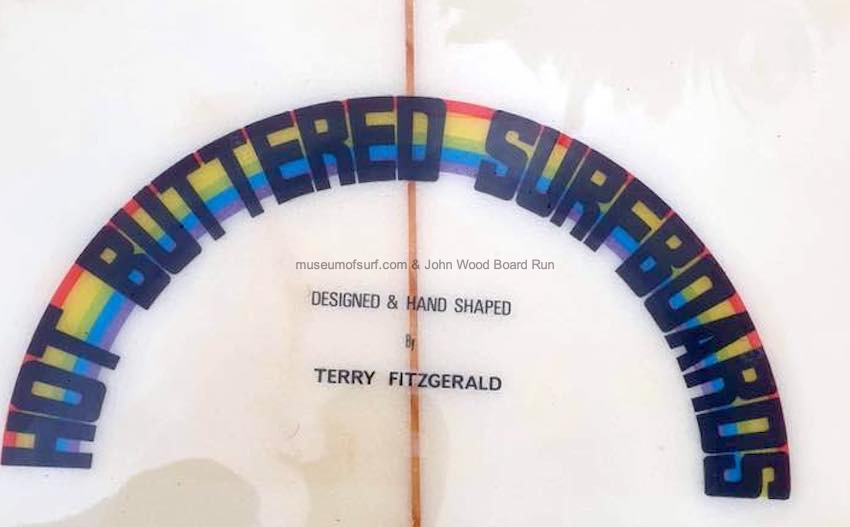 HOT BUTTERED SURFBOARDS
museumofsurf.com & John Wood Board Run
DESIGNED & HAND SHAPED
By
TERRY FITZGERALD